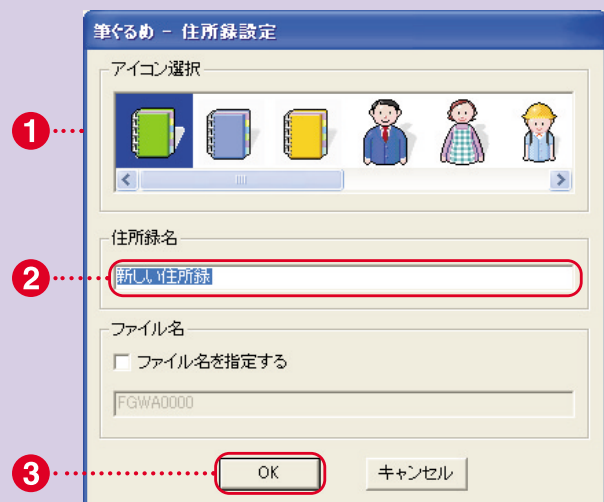 筆ぐるめ - 住所録設定
アイコン選択
1
住所録名
2
新しい住所録
ファイル名
ファイル名を指定する
FGWA0000
3
OK キャンセル